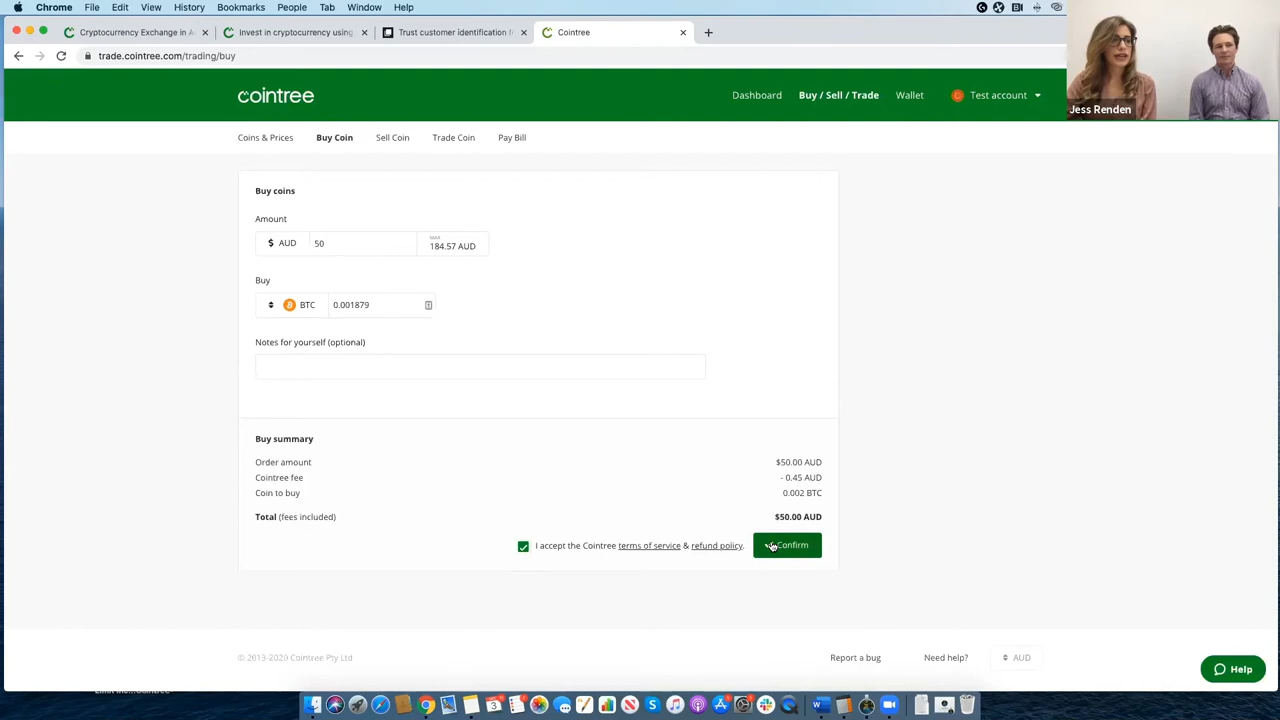 Chrome File Edit View History Bookmarks People Tab Window Help
Cryptocurrency Exchange in A
Invest in cryptocurrency using
Trust customer identification f
Cointree
trade.cointree.com/trading/buy
Jess Renden
cointree
Dashboard Buy / Sell / Trade Wallet Test account
Coins & Prices Buy Coin Sell Coin Trade Coin Pay Bill
Buy coins
Amount
$ AUD 50 MAX 184.57 AUD
Buy
BTC 0.001879
Notes for yourself (optional)
Buy summary
Order amount $50.00 AUD
Cointree fee - 0.45 AUD
Coin to buy 0.002 BTC
Total (fees included) $50.00 AUD
I accept the Cointree terms of service & refund policy. Confirm
© 2013-2020 Cointree Pty Ltd
Report a bug Need help? AUD
Help